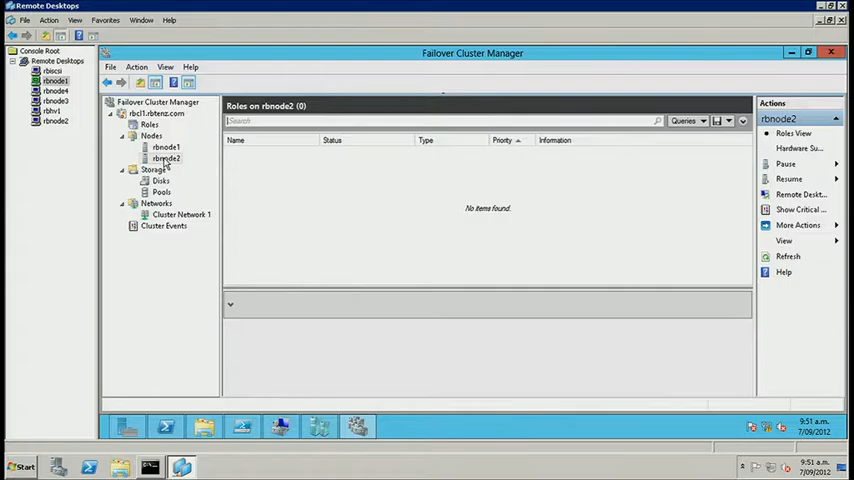 Remote Desktops
File Action View Favorites Window Help
Console Root
Remote Desktops
rbiscsi
rbnode1
rbnode4
rbnode3
rbhv1
rbnode2
Failover Cluster Manager
File Action View Help
Failover Cluster Manager
rbcl1.rbtenz.com
Roles
Nodes
rbnode1
rbnode2
Storage
Disks
Pools
Networks
Cluster Network 1
Cluster Events
Roles on rbnode2 (0)
Search
Queries
Name Status Type Priority Information
No items found.
Actions
rbnode2
Roles View
Hardware Su...
Pause
Resume
Remote Deskt...
Show Critical ...
More Actions
View
Refresh
Help
9:51 a.m.
7/09/2012
Start
9:51 a.m.
7/09/2012